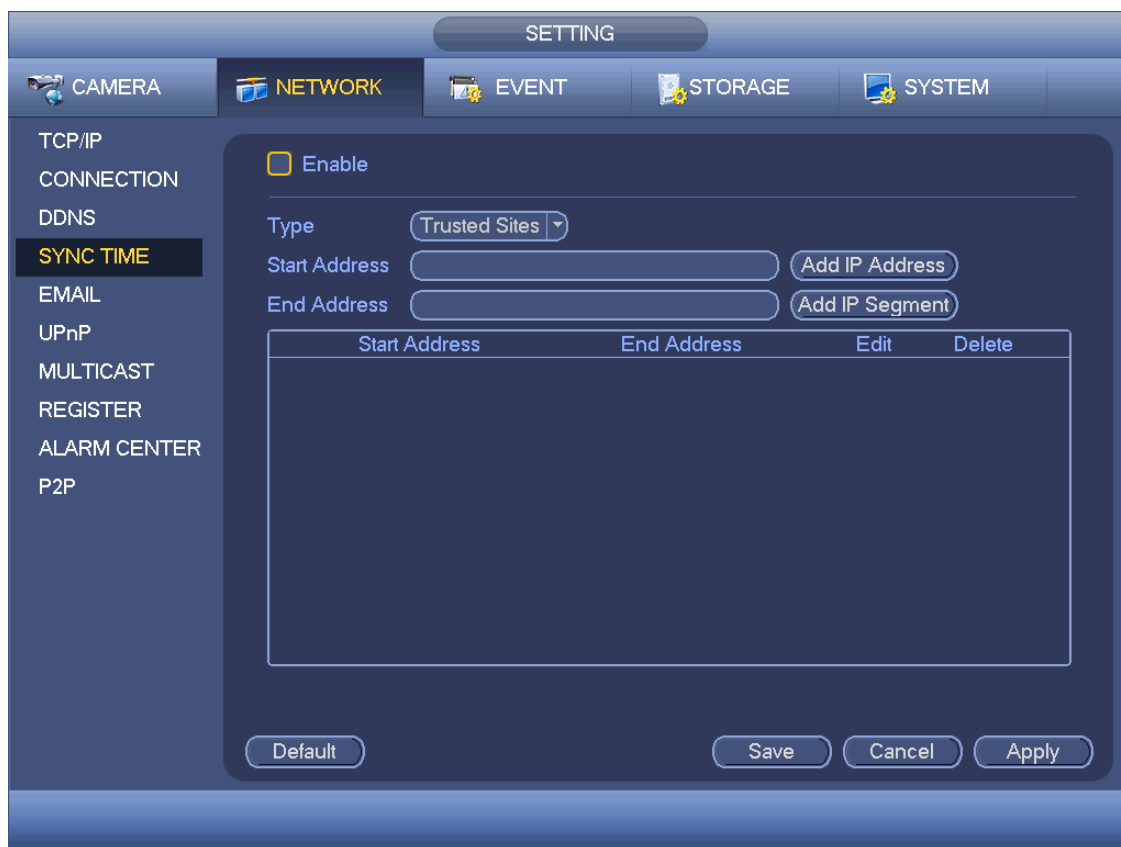 SETTING
CAMERA NETWORK EVENT STORAGE SYSTEM
TCP/IP
CONNECTION
DDNS
SYNC TIME
EMAIL
UPnP
MULTICAST
REGISTER
ALARM CENTER
P2P
Enable
Type Trusted Sites
Start Address Add IP Address
End Address Add IP Segment
Start Address End Address Edit Delete
Default Save Cancel Apply